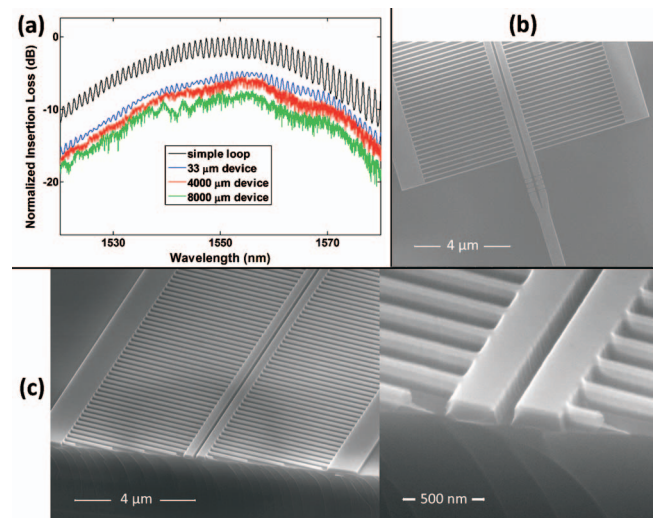 (a)
0
-10
-20
Normalized Insertion Loss (dB)
simple loop
33 μm device
4000 μm device
8000 μm device
1530
1550
1570
Wavelength (nm)
(b)
4 μm
(c)
4 μm
500 nm